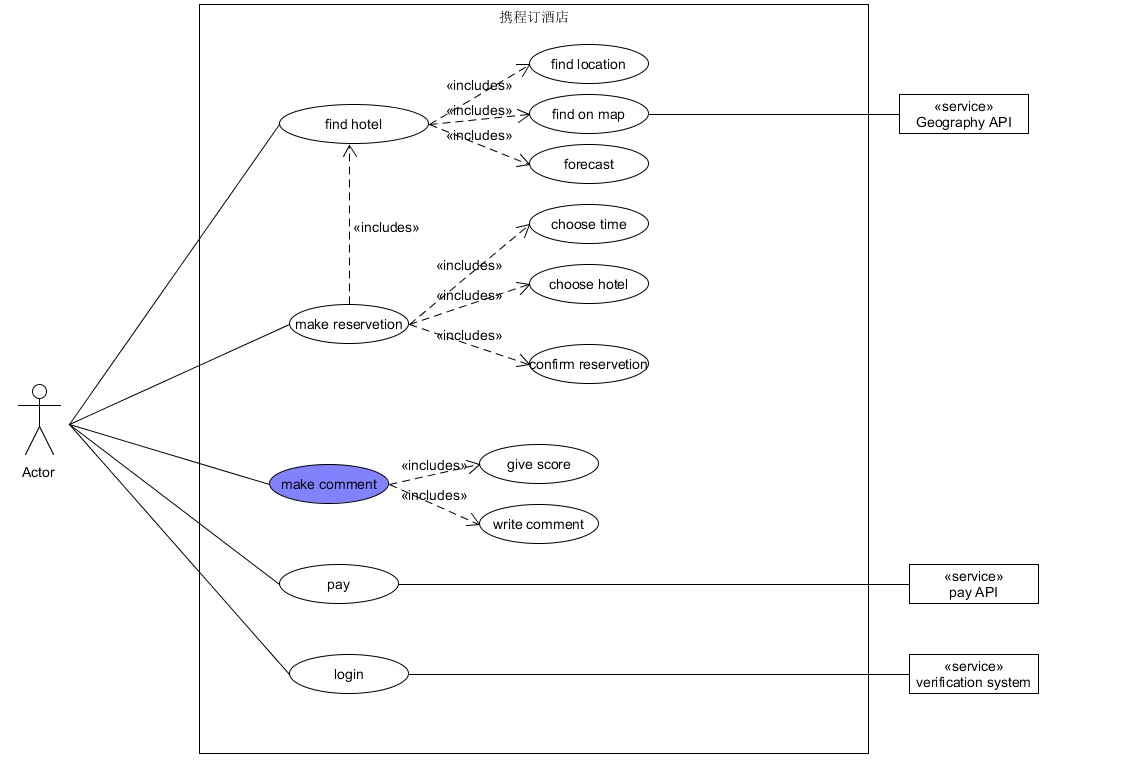 携程订酒店
find location
«includes»
find on map
«includes»
find hotel
«includes»
forecast
«service»
Geography API
«includes»
choose time
«includes»
choose hotel
«includes»
make reservetion
«includes»
confirm reservetion
Actor
make comment
«includes»
give score
«includes»
write comment
pay
«service»
pay API
login
«service»
verification system